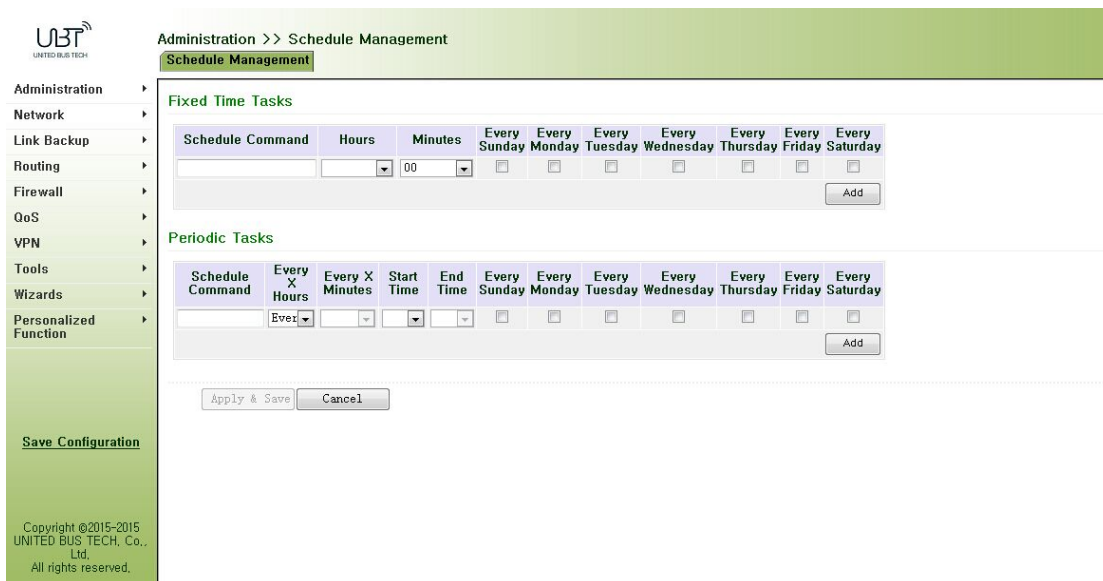 UBT
UNITED BUS TECH
Administration >> Schedule Management
Schedule Management
Administration
Network
Link Backup
Routing
Firewall
QoS
VPN
Tools
Wizards
Personalized
Function
Save Configuration
Copyright ©2015-2015
UNITED BUS TECH, Co.,
Ltd.
All rights reserved.
Fixed Time Tasks
Schedule Command Hours Minutes Every Sunday Every Monday Every Tuesday Every Wednesday Every Thursday Every Friday Every Saturday
00
Add
Periodic Tasks
Schedule Command Every X Hours Every X Minutes Start Time End Time Every Sunday Every Monday Every Tuesday Every Wednesday Every Thursday Every Friday Every Saturday
Ever
Add
Apply & Save Cancel